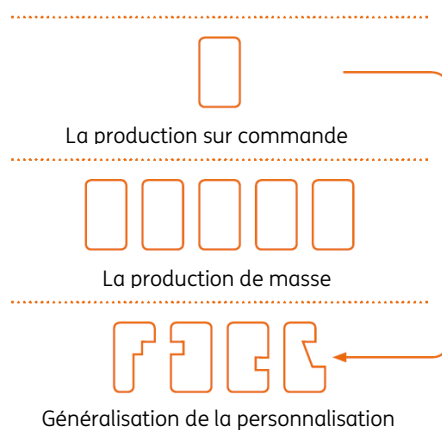 La production sur commande
La production de masse
Généralisation de la personnalisation